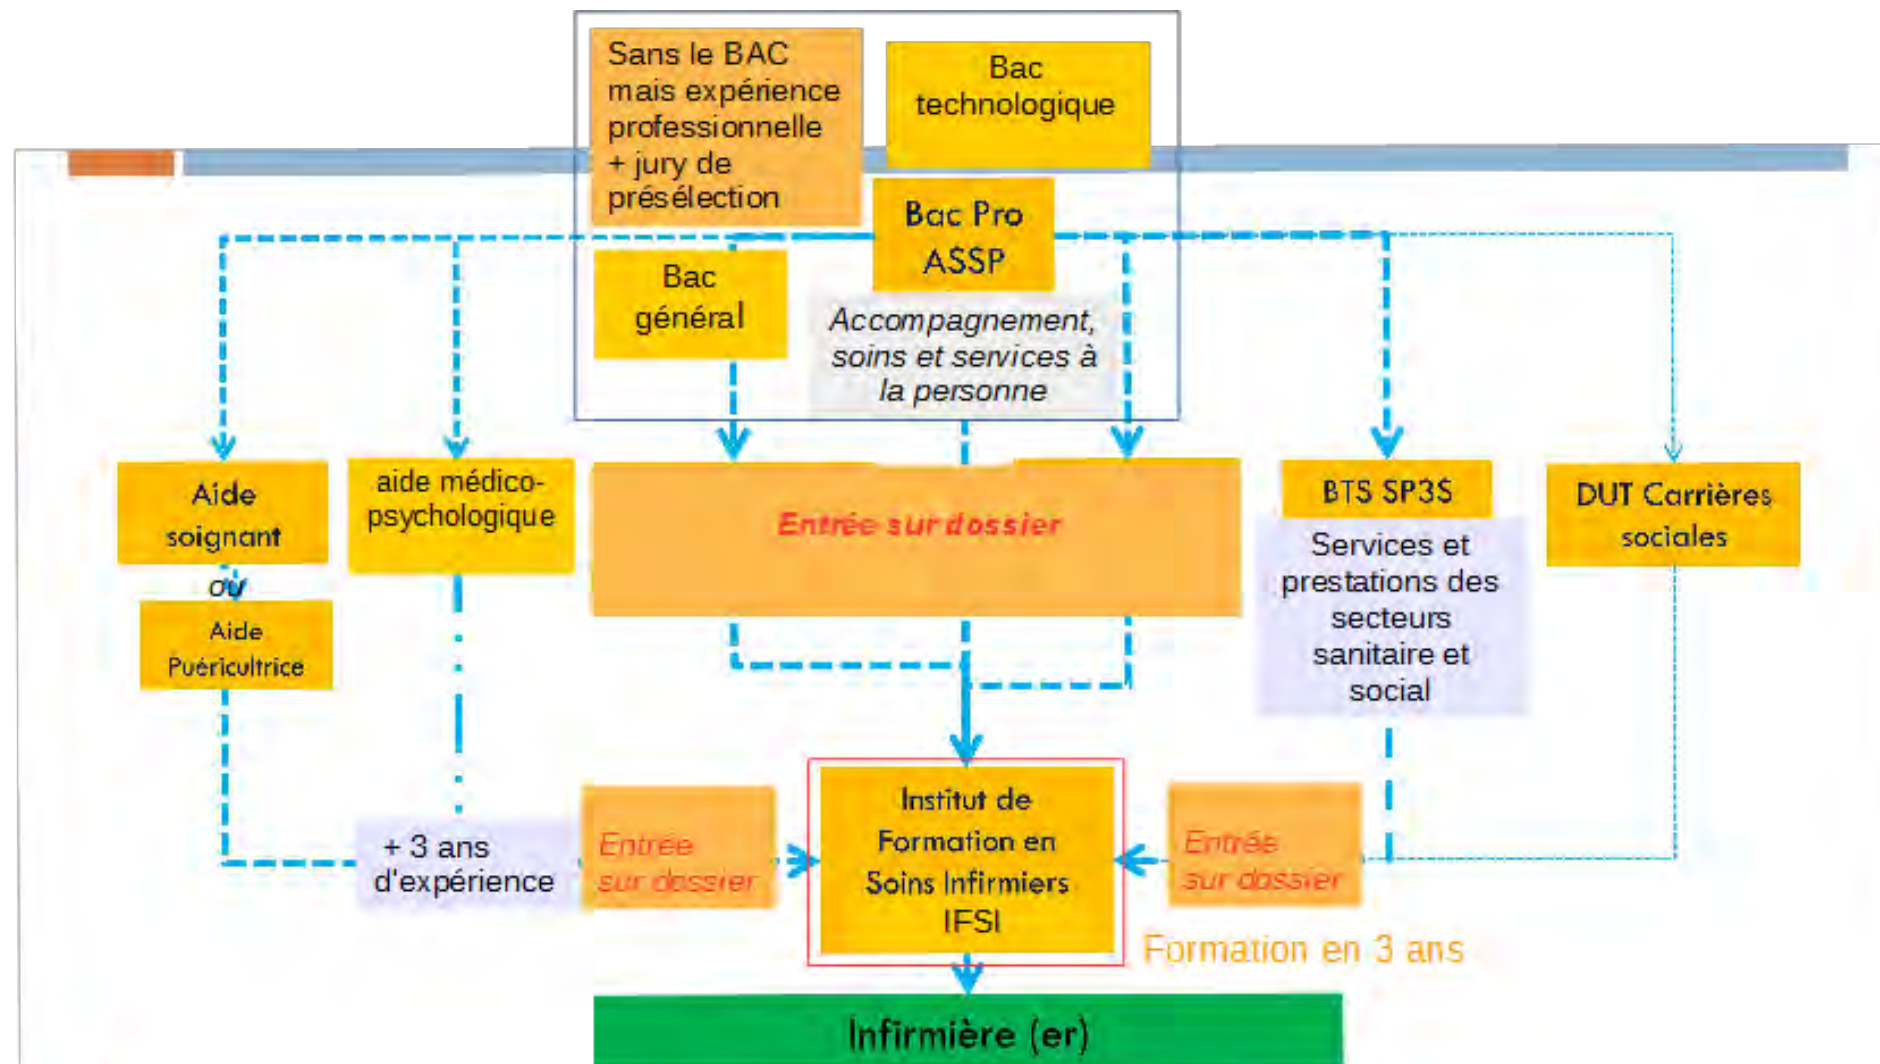 Sans le BAC
mais expérience
professionnelle
+ jury de
présélection
Bac
technologique
Bac Pro
ASSP
Bac
général
Accompagnement,
soins et services à
la personne
Aide
soignant
ou
Aide
Puéricultrice
aide médico-
psychologique
Entrée sur dossier
BTS SP3S
Services et
prestations des
secteurs
sanitaire et
social
DUT Carrières
sociales
+ 3 ans
d'expérience
Entrée
sur dossier
Institut de
Formation en
Soins Infirmiers
IFSI
Entrée
sur dossier
Formation en 3 ans
Infirmière (er)